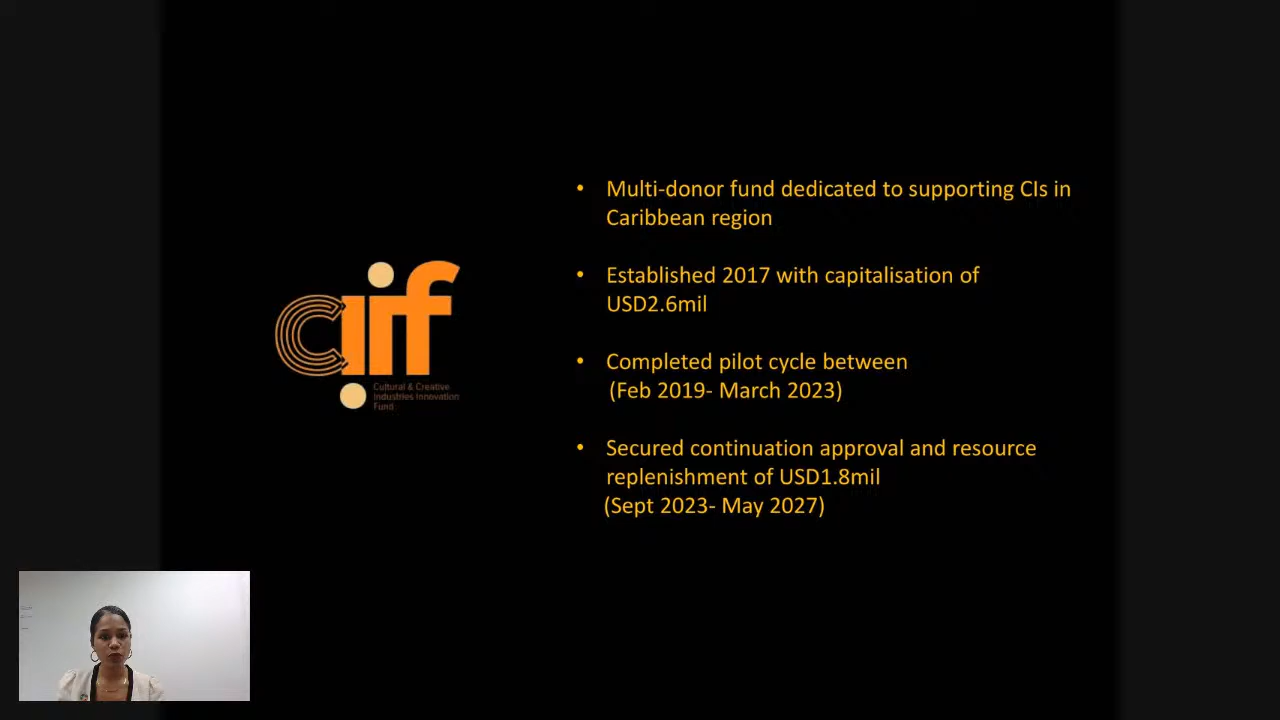 • Multi-donor fund dedicated to supporting CIs in
Caribbean region
• Established 2017 with capitalisation of
USD2.6mil
• Completed pilot cycle between
(Feb 2019- March 2023)
• Secured continuation approval and resource
replenishment of USD1.8mil
(Sept 2023- May 2027)
ciif
Cultural & Creative
Industries Innovation
Fund